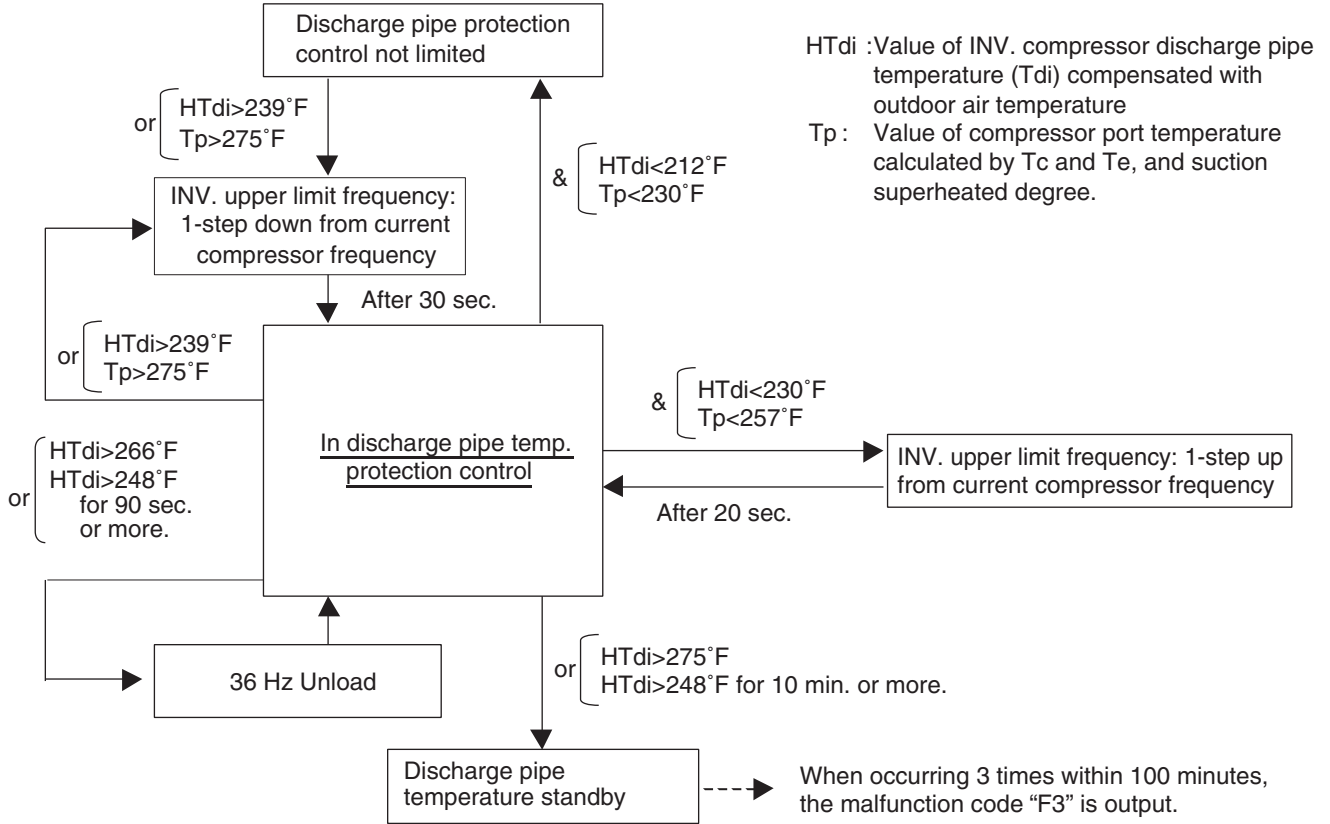 Discharge pipe protection
control not limited
HTdi :Value of INV. compressor discharge pipe
temperature (Tdi) compensated with
outdoor air temperature
Tp : Value of compressor port temperature
calculated by Tc and Te, and suction
superheated degree.
or
HTdi>239˚F
Tp>275˚F
&
HTdi<212˚F
Tp<230˚F
INV. upper limit frequency:
1-step down from current
compressor frequency
After 30 sec.
or
HTdi>239˚F
Tp>275˚F
&
HTdi<230˚F
Tp<257˚F
In discharge pipe temp.
protection control
INV. upper limit frequency: 1-step up
from current compressor frequency
After 20 sec.
or
HTdi>266˚F
HTdi>248˚F
for 90 sec.
or more.
36 Hz Unload
or
HTdi>275˚F
HTdi>248˚F for 10 min. or more.
Discharge pipe
temperature standby
When occurring 3 times within 100 minutes,
the malfunction code “F3” is output.